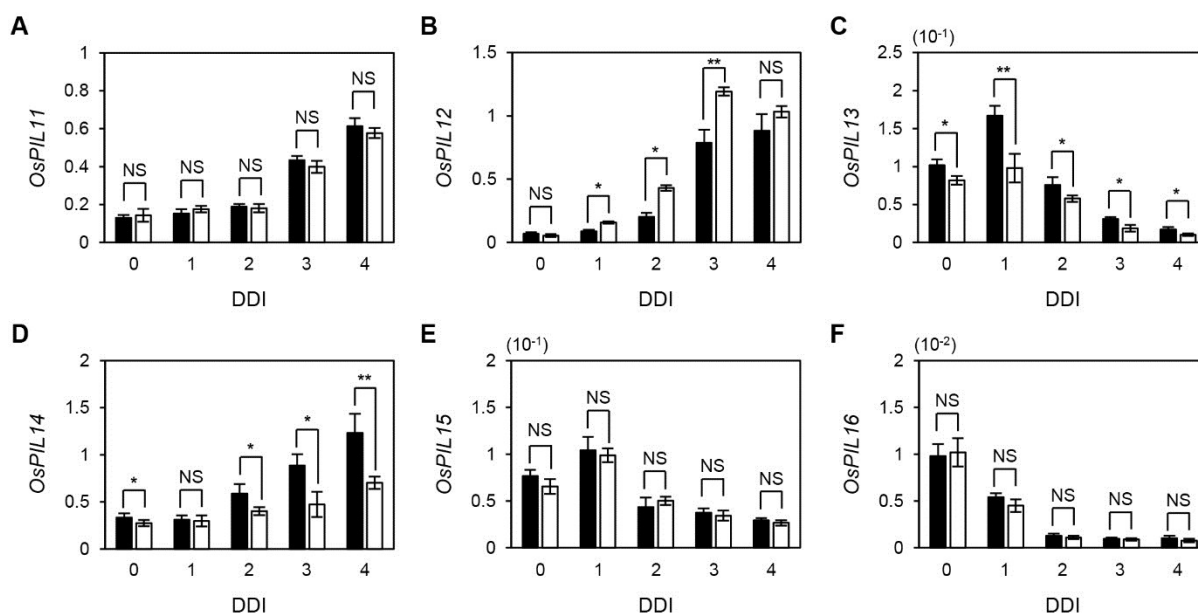 A
OsPIL11
1
0.8
0.6
0.4
0.2
0
NS NS NS NS NS
0 1 2 3 4
DDI
B
OsPIL12
1.5
1
0.5
0
NS * * ** NS
0 1 2 3 4
DDI
C
(10-1)
OsPIL13
2.5
2
1.5
1
0.5
0
* ** * * *
0 1 2 3 4
DDI
D
OsPIL14
2
1.5
1
0.5
0
* NS * * **
0 1 2 3 4
DDI
E
(10-1)
OsPIL15
2
1.5
1
0.5
0
NS NS NS NS NS
0 1 2 3 4
DDI
F
(10-2)
OsPIL16
2
1.5
1
0.5
0
NS NS NS NS NS
0 1 2 3 4
DDI